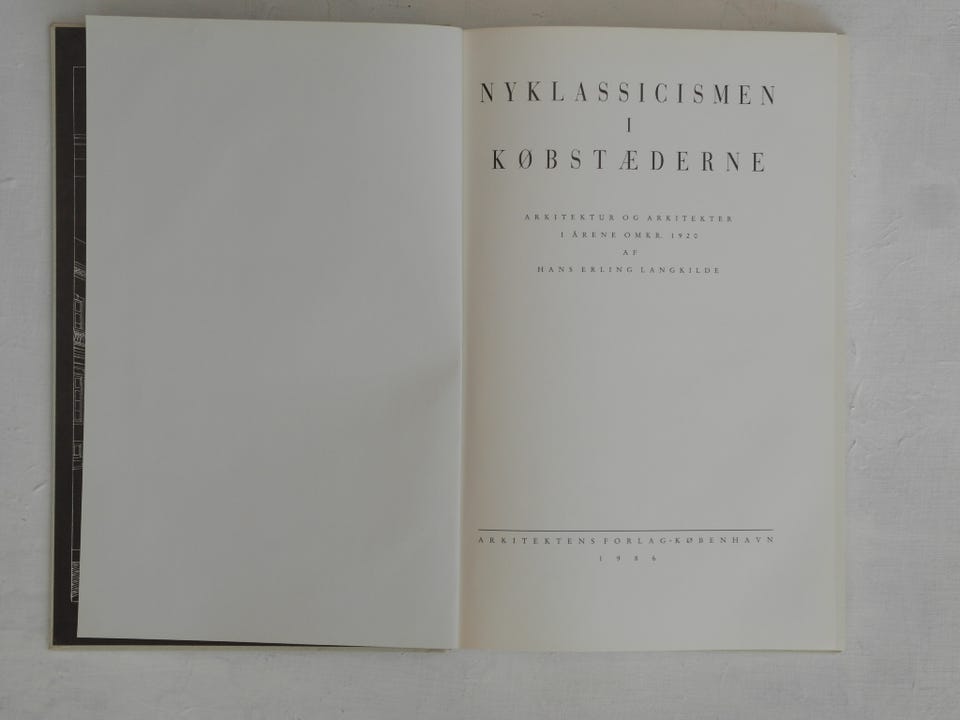 NYKLASSICISMEN
I
KØBSTÆDERNE
ARKITEKTUR OG ARKITEKTER
I ÅRENE OMKR. 1920
AF
HANS ERLING LANGKILDE
ARKITEKTENS FORLAG·KØBENHAVN
1986